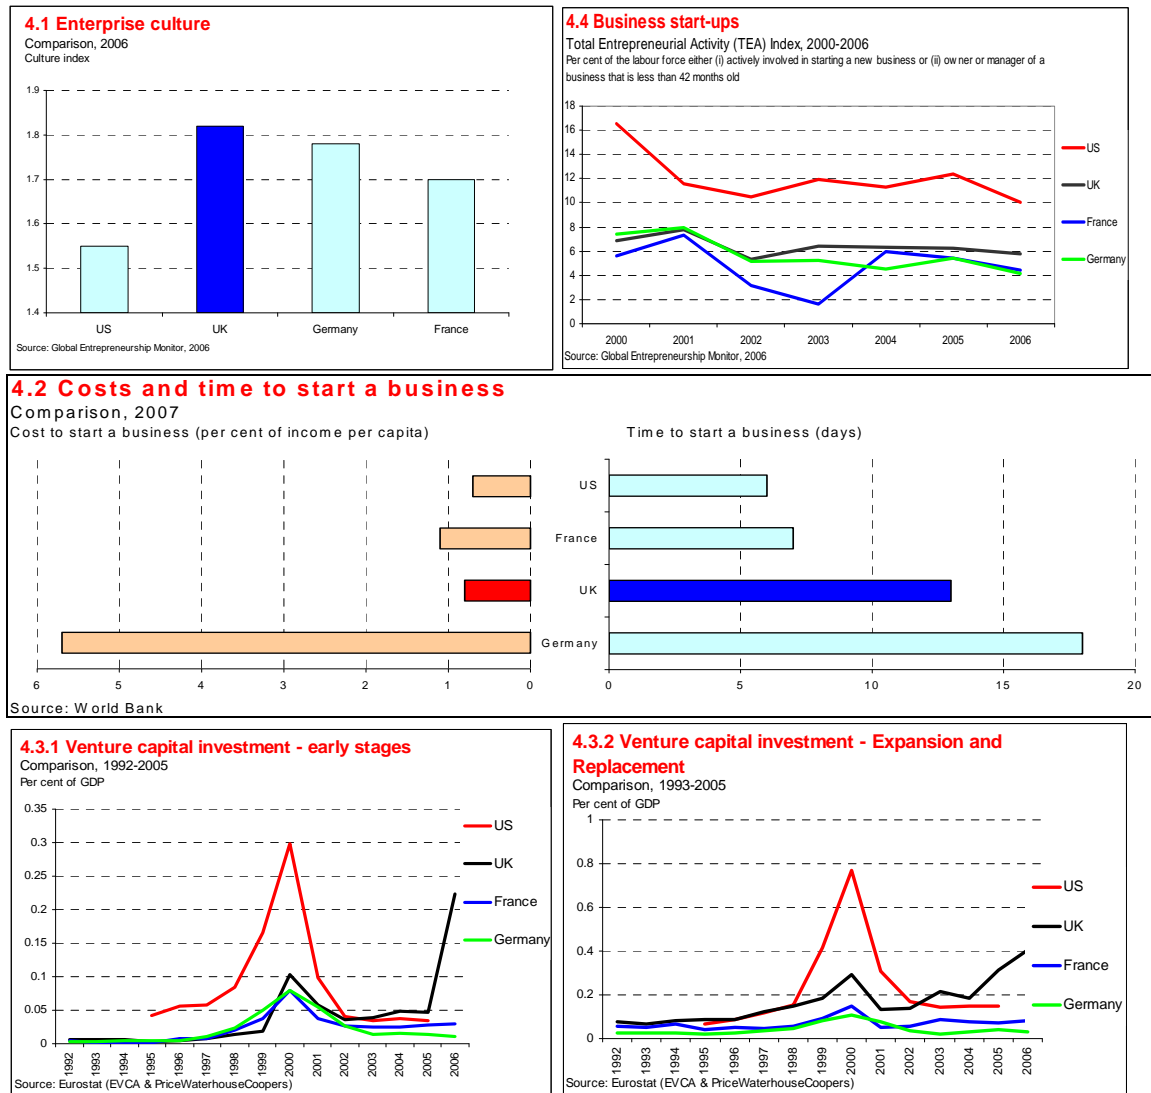 4.1 Enterprise culture
Comparison, 2006
Culture index
1.9
1.8
1.7
1.6
1.5
1.4
US
UK
Germany
France
Source: Global Entrepreneurship Monitor, 2006
4.4 Business start-ups
Total Entrepreneurial Activity (TEA) Index, 2000-2006
Per cent of the labour force either (i) actively involved in starting a new business or (ii) owner or manager of a
business that is less than 42 months old
18
16
14
12
10
8
6
4
2
0
2000
2001
2002
2003
2004
2005
2006
US
UK
France
Germany
Source: Global Entrepreneurship Monitor, 2006
4.2 Costs and time to start a business
Comparison, 2007
Cost to start a business (per cent of income per capita)
Time to start a business (days)
US
France
UK
Germany
6
5
4
3
2
1
0
0
5
10
15
20
Source: World Bank
4.3.1 Venture capital investment - early stages
Comparison, 1992-2005
Per cent of GDP
0.35
0.3
0.25
0.2
0.15
0.1
0.05
0
1992
1993
1994
1995
1996
1997
1998
1999
2000
2001
2002
2003
2004
2005
2006
US
UK
France
Germany
Source: Eurostat (EVCA & PriceWaterhouseCoopers)
4.3.2 Venture capital investment - Expansion and
Replacement
Comparison, 1993-2005
Per cent of GDP
1
0.8
0.6
0.4
0.2
0
1992
1993
1994
1995
1996
1997
1998
1999
2000
2001
2002
2003
2004
2005
2006
US
UK
France
Germany
Source: Eurostat (EVCA & PriceWaterhouseCoopers)